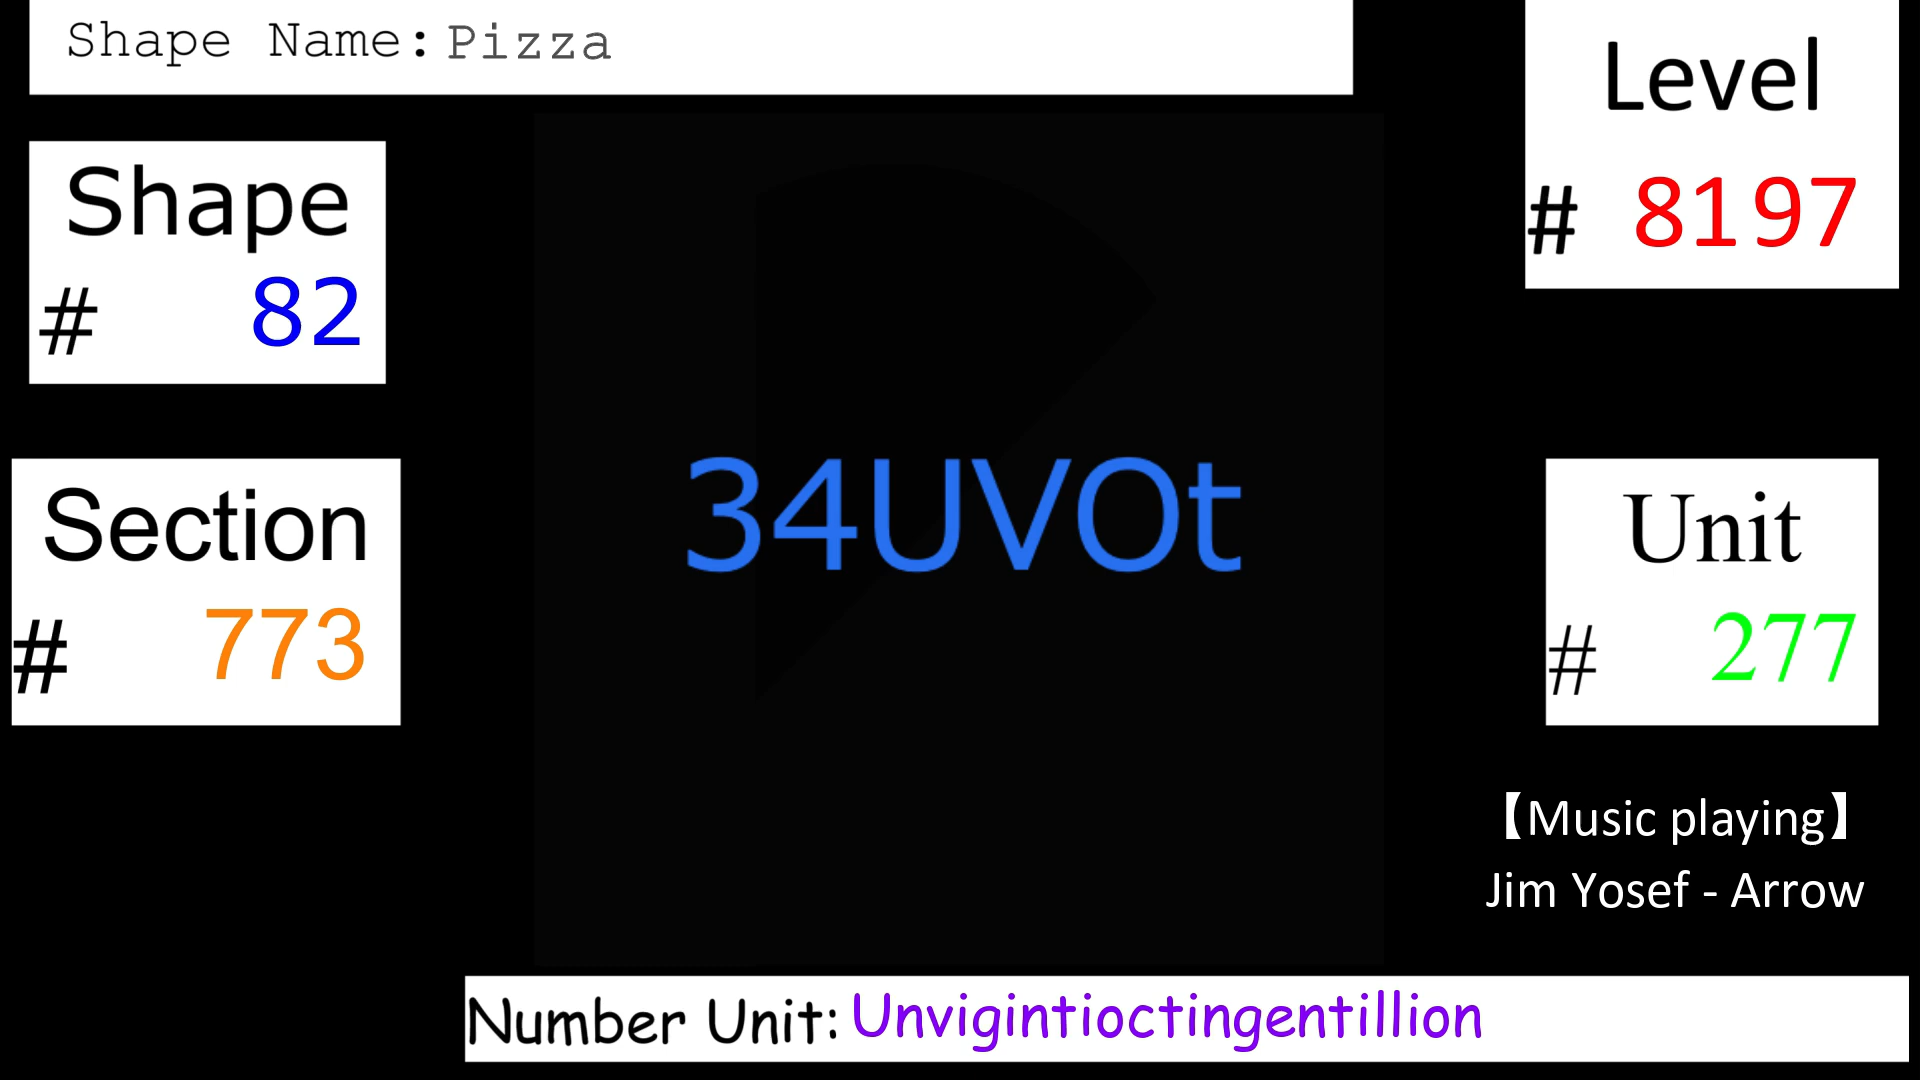 Shape Name: Pizza
Level
# 8197
Shape
# 82
34UVOt
Section
# 773
Unit
# 277
【Music playing】
Jim Yosef - Arrow
Number Unit: Unvigintioctingentillion